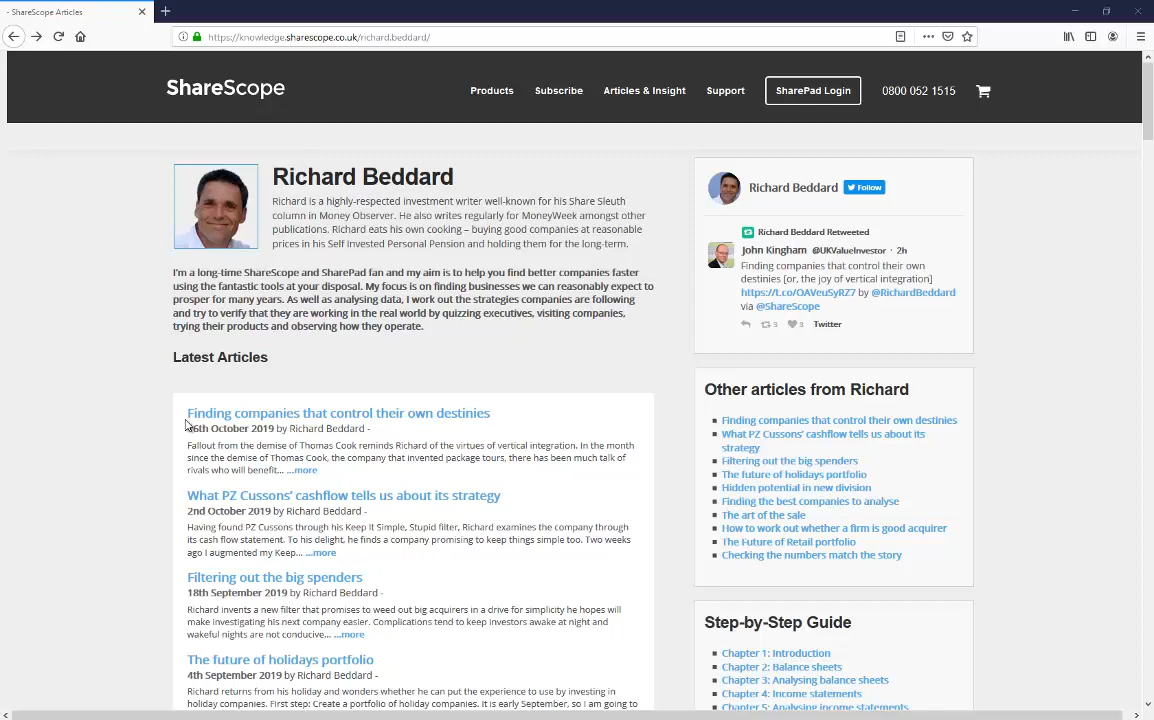 - ShareScope Articles
https://knowledge.sharescope.co.uk/richard.beddard/
ShareScope
Products
Subscribe
Articles & Insight
Support
SharePad Login
0800 052 1515
Richard Beddard
Richard is a highly-respected investment writer well-known for his Share Sleuth
column in Money Observer. He also writes regularly for MoneyWeek amongst other
publications. Richard eats his own cooking – buying good companies at reasonable
prices in his Self Invested Personal Pension and holding them for the long-term.
I'm a long-time ShareScope and SharePad fan and my aim is to help you find better companies faster
using the fantastic tools at your disposal. My focus is on finding businesses we can reasonably expect to
prosper for many years. As well as analysing data, I work out the strategies companies are following
and try to verify that they are working in the real world by quizzing executives, visiting companies,
trying their products and observing how they operate.
Latest Articles
Finding companies that control their own destinies
6th October 2019 by Richard Beddard -
Fallout from the demise of Thomas Cook reminds Richard of the virtues of vertical integration. In the month
since the demise of Thomas Cook, the company that invented package tours, there has been much talk of
rivals who will benefit... ...more
What PZ Cussons’ cashflow tells us about its strategy
2nd October 2019 by Richard Beddard -
Having found PZ Cussons through his Keep It Simple, Stupid filter, Richard examines the company through
its cash flow statement. To his delight, he finds a company promising to keep things simple too. Two weeks
ago I augmented my Keep... ...more
Filtering out the big spenders
18th September 2019 by Richard Beddard -
Richard invents a new filter that promises to weed out big acquirers in a drive for simplicity he hopes will
make investigating his next company easier. Complications tend to keep investors awake at night and
wakeful nights are not conducive... ...more
The future of holidays portfolio
4th September 2019 by Richard Beddard -
Richard returns from his holiday and wonders whether he can put the experience to use by investing in
holiday companies. First step: Create a portfolio of holiday companies. It is early September, so I am going to
Richard Beddard
Follow
Richard Beddard Retweeted
John Kingham @UKValueInvestor · 2h
Finding companies that control their own
destinies [or, the joy of vertical integration]
https://t.co/OAVeuSyRZ7 by @RichardBeddard
via @ShareScope
3
3
Twitter
Other articles from Richard
Finding companies that control their own destinies
What PZ Cussons’ cashflow tells us about its
strategy
Filtering out the big spenders
The future of holidays portfolio
Hidden potential in new division
Finding the best companies to analyse
The art of the sale
How to work out whether a firm is good acquirer
The Future of Retail portfolio
Checking the numbers match the story
Step-by-Step Guide
Chapter 1: Introduction
Chapter 2: Balance sheets
Chapter 3: Analysing balance sheets
Chapter 4: Income statements
Chapter 5: Analysing income statements